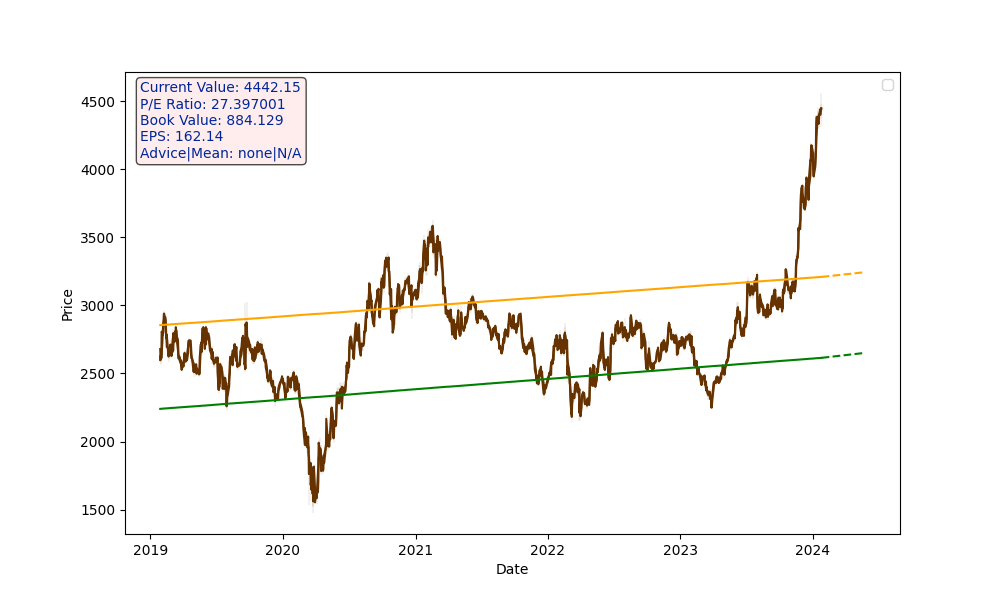 Current Value: 4442.15
P/E Ratio: 27.397001
Book Value: 884.129
EPS: 162.14
Advice|Mean: none|N/A
4500
4000
3500
3000
2500
2000
1500
Price
2019 2020 2021 2022 2023 2024
Date